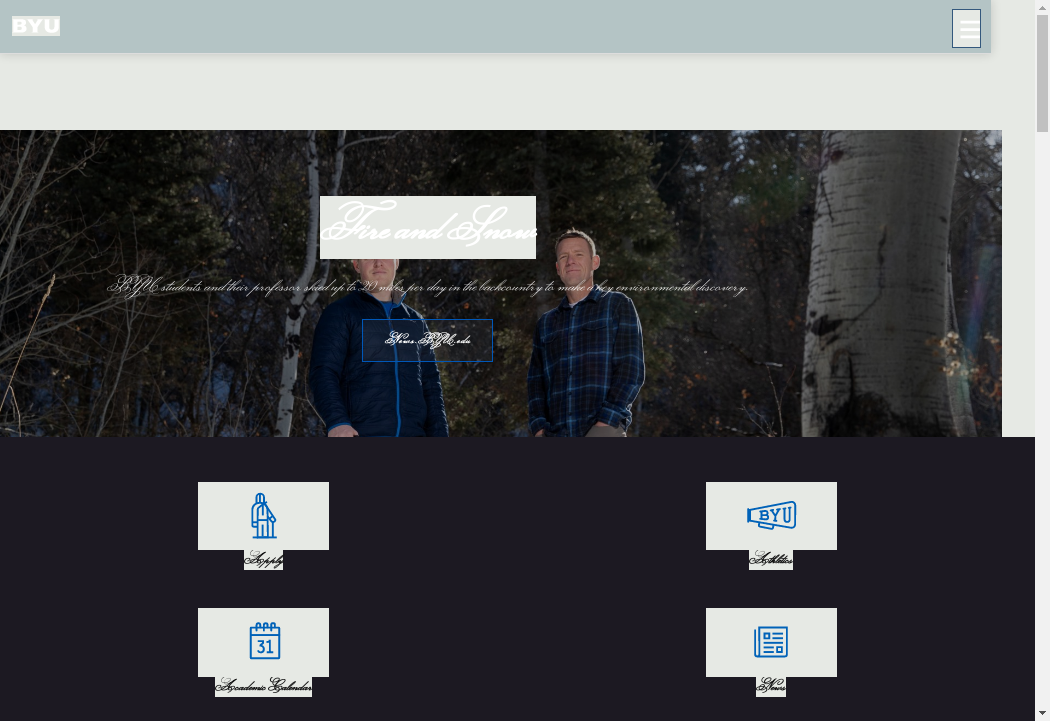 BYU
Fire and Snow
BYU students and their professor skied up to 20 miles per day in the backcountry to make a key environmental discovery.
News.BYU.edu
BYU
Apply
Athletics
31
Academic Calendar
News